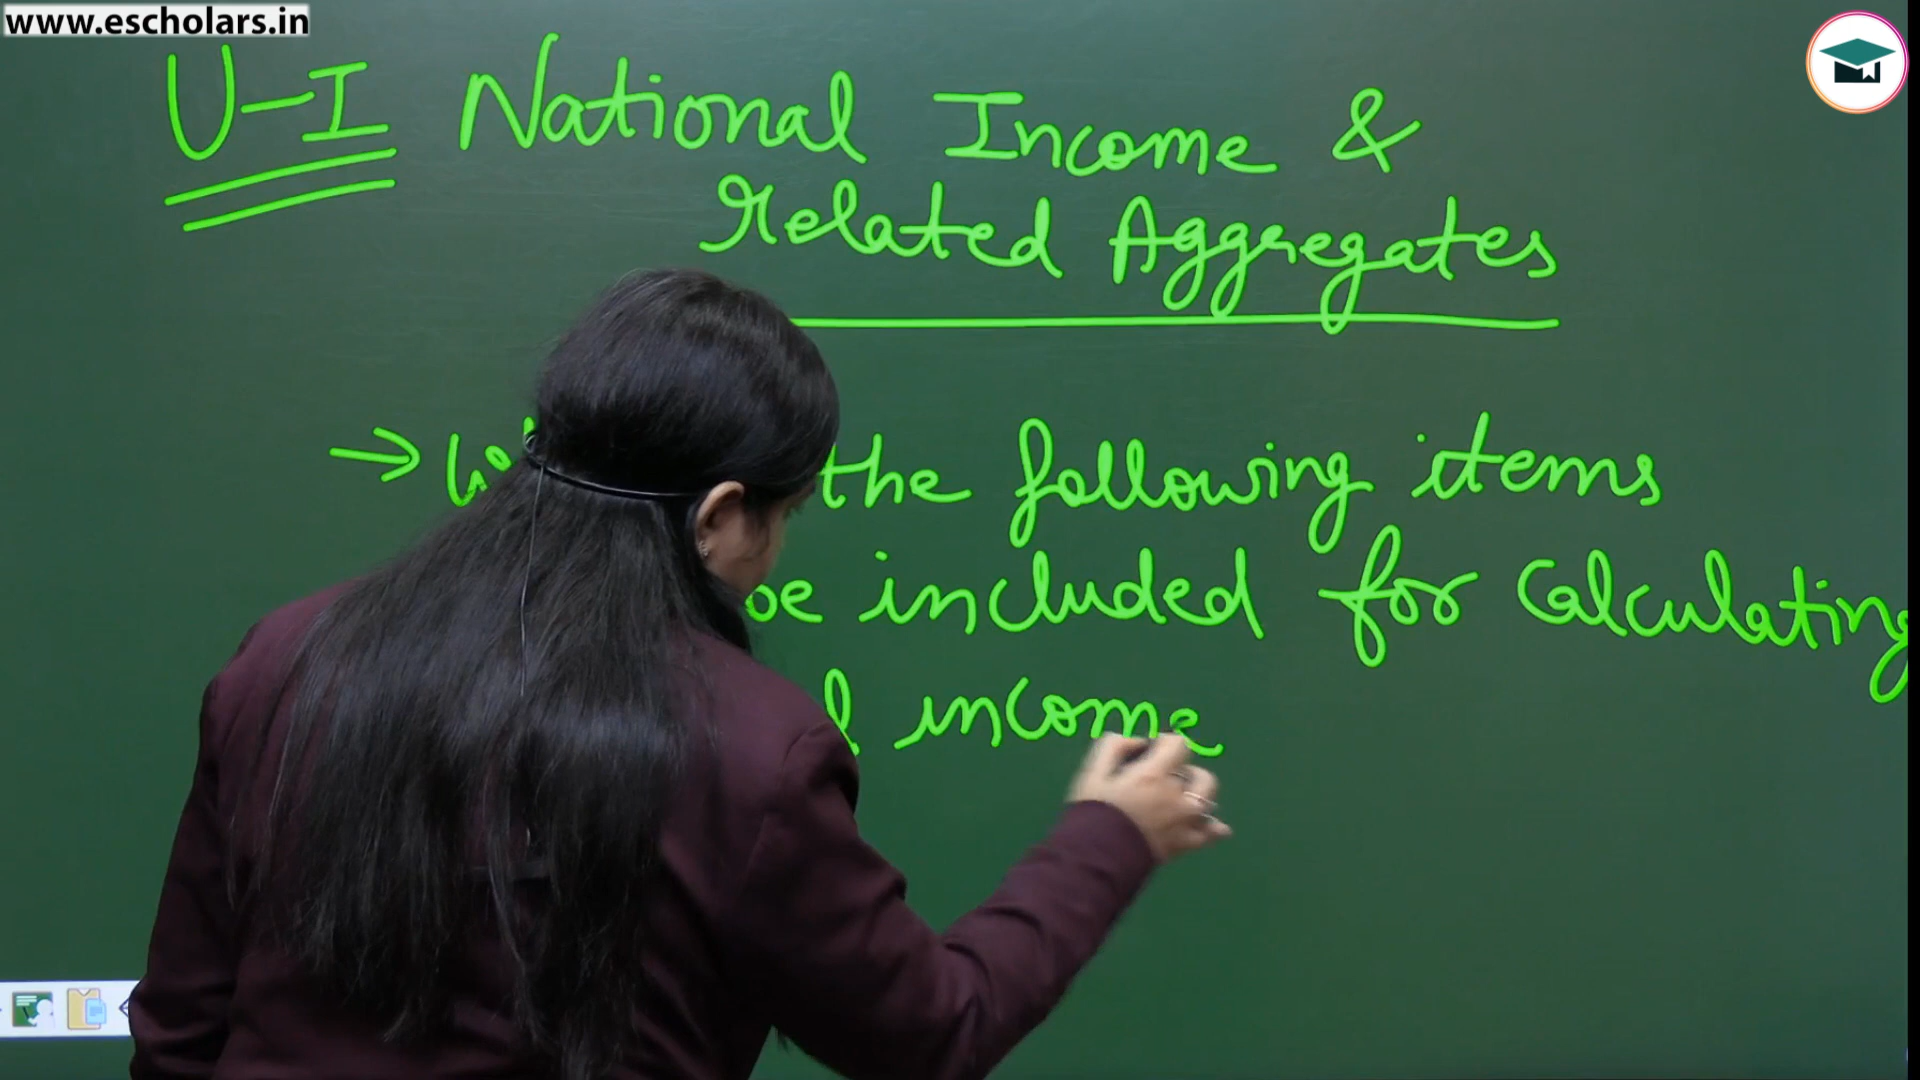 www.escholars.in
U-I National Income &
Related Aggregates
→ the following items
be included for Calculating
income